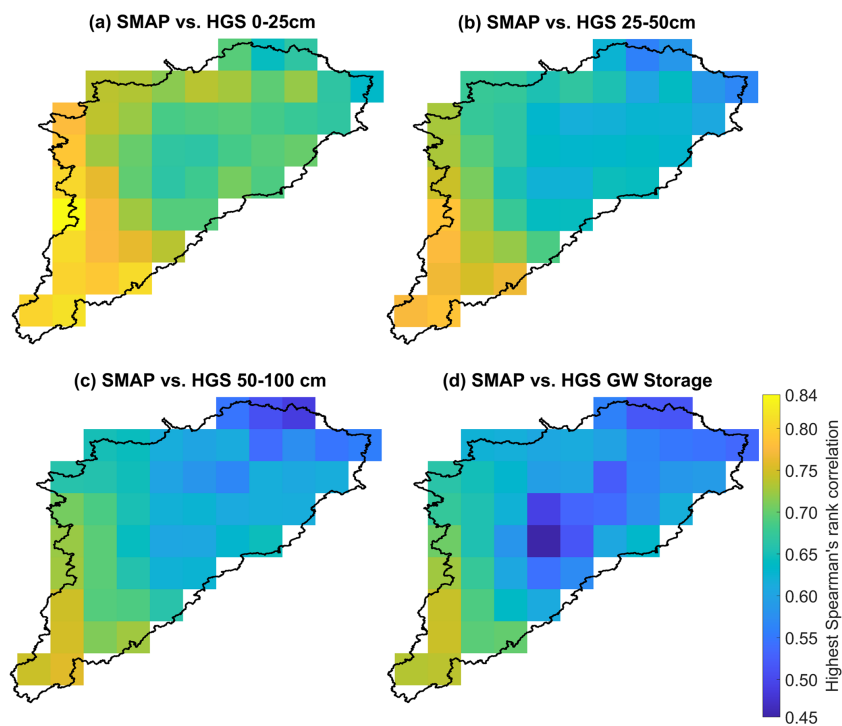 (a) SMAP vs. HGS 0-25cm
(b) SMAP vs. HGS 25-50cm
(c) SMAP vs. HGS 50-100 cm
(d) SMAP vs. HGS GW Storage
0.84
0.80
0.75
0.70
0.65
0.60
0.55
0.50
0.45
Highest Spearman's rank correlation